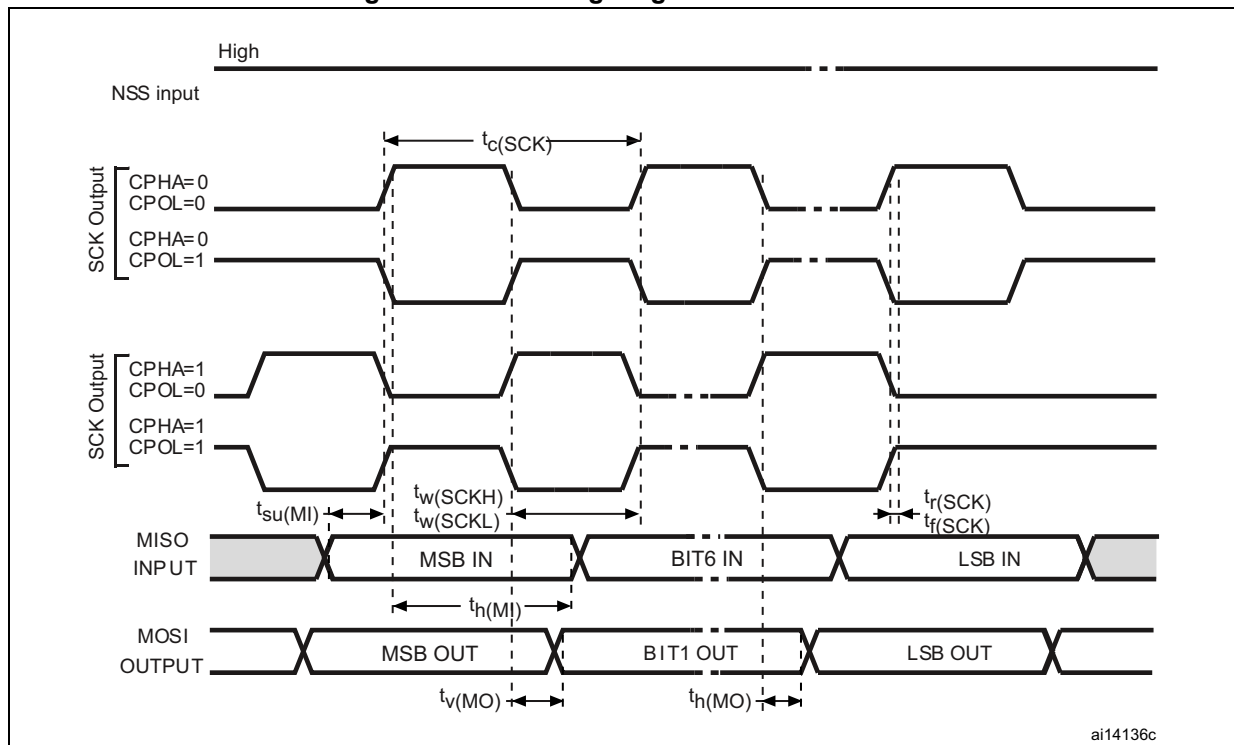 High
NSS input
tc(SCK)
SCK Output
CPHA=0
CPOL=0
CPHA=0
CPOL=1
SCK Output
CPHA=1
CPOL=0
CPHA=1
CPOL=1
tsu(MI)
tw(SCKH)
tw(SCKL)
tr(SCK)
tf(SCK)
MISO
INPUT
MSB IN
BIT6 IN
LSB IN
th(MI)
MOSI
OUTPUT
MSB OUT
BIT1 OUT
LSB OUT
tv(MO)
th(MO)
ai14136c